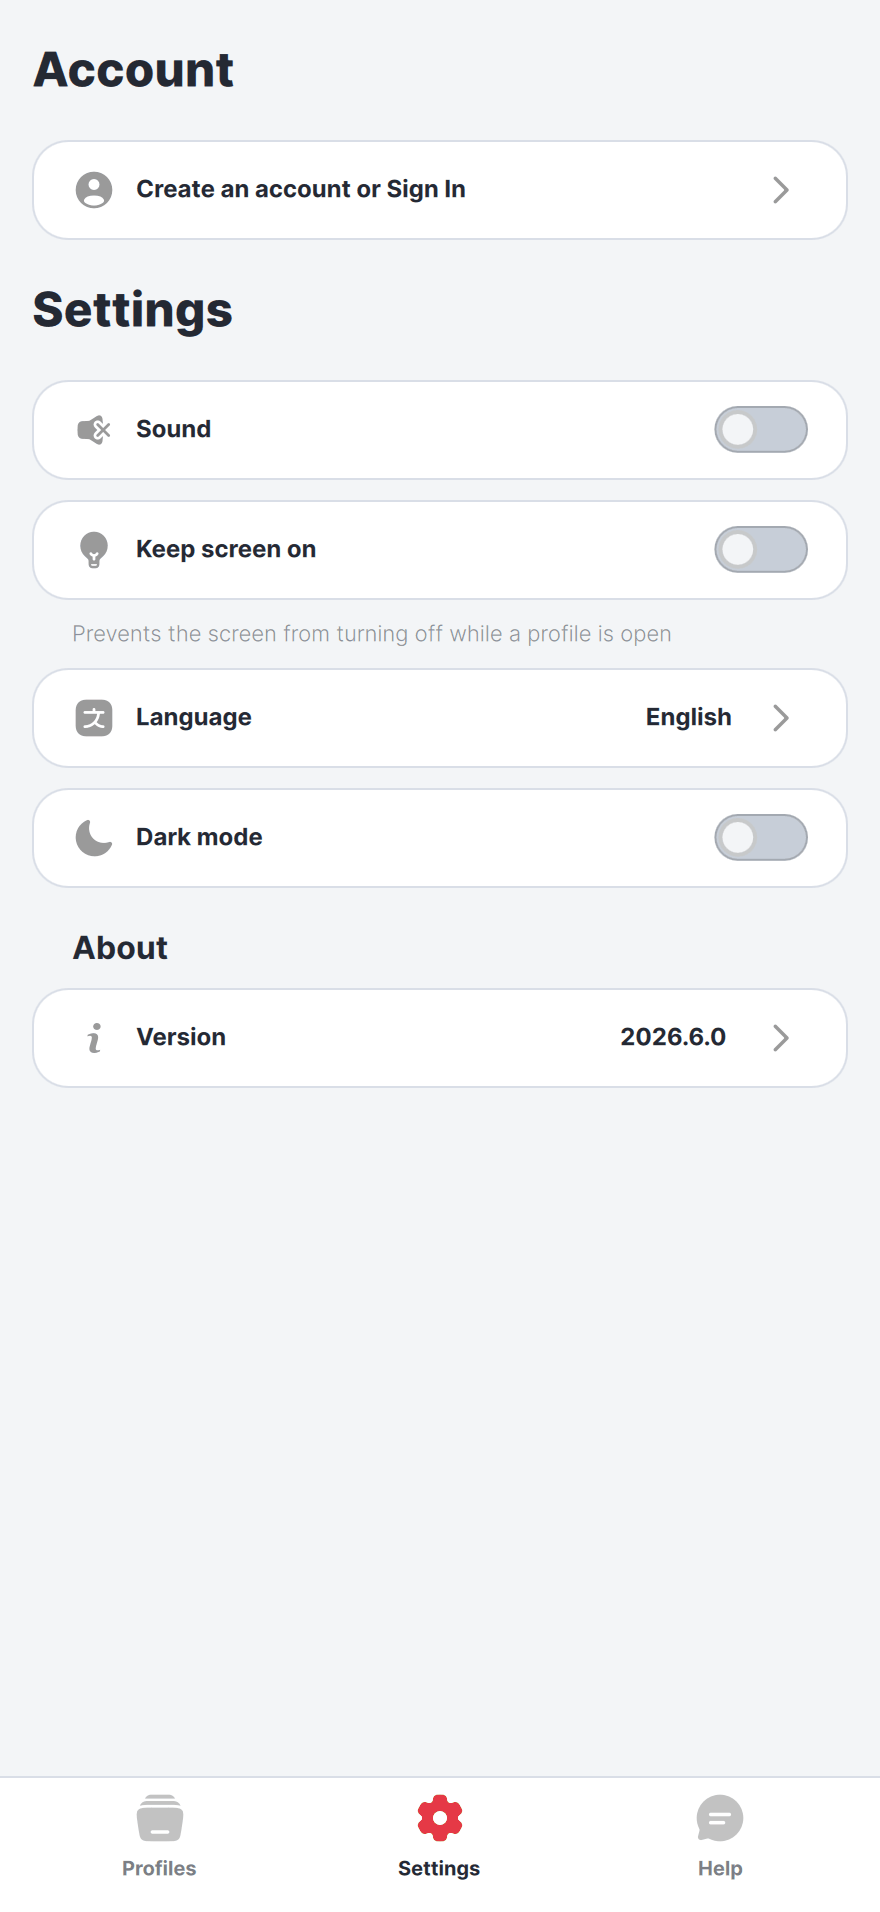 Account
Create an account or Sign In
Settings
Sound
Keep screen on
Prevents the screen from turning off while a profile is open
Language English
Dark mode
About
Version 2026.6.0
Profiles Settings Help